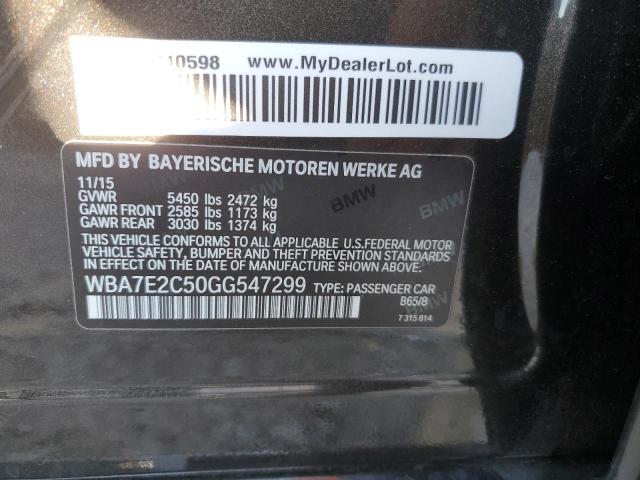 10598 www.MyDealerLot.com
MFD BY BAYERISCHE MOTOREN WERKE AG
11/15
GVWR 5450 lbs 2472 kg
GAWR FRONT 2585 lbs 1173 kg
GAWR REAR 3030 lbs 1374 kg
THIS VEHICLE CONFORMS TO ALL APPLICABLE U.S.FEDERAL MOTOR
VEHICLE SAFETY, BUMPER AND THEFT PREVENTION STANDARDS IN
EFFECT ON THE DATE OF MANUFACTURE SHOWN ABOVE.
WBA7E2C50GG547299 TYPE: PASSENGER CAR
B65/8
7 315 814
BMW
BMW
BMW
BMW